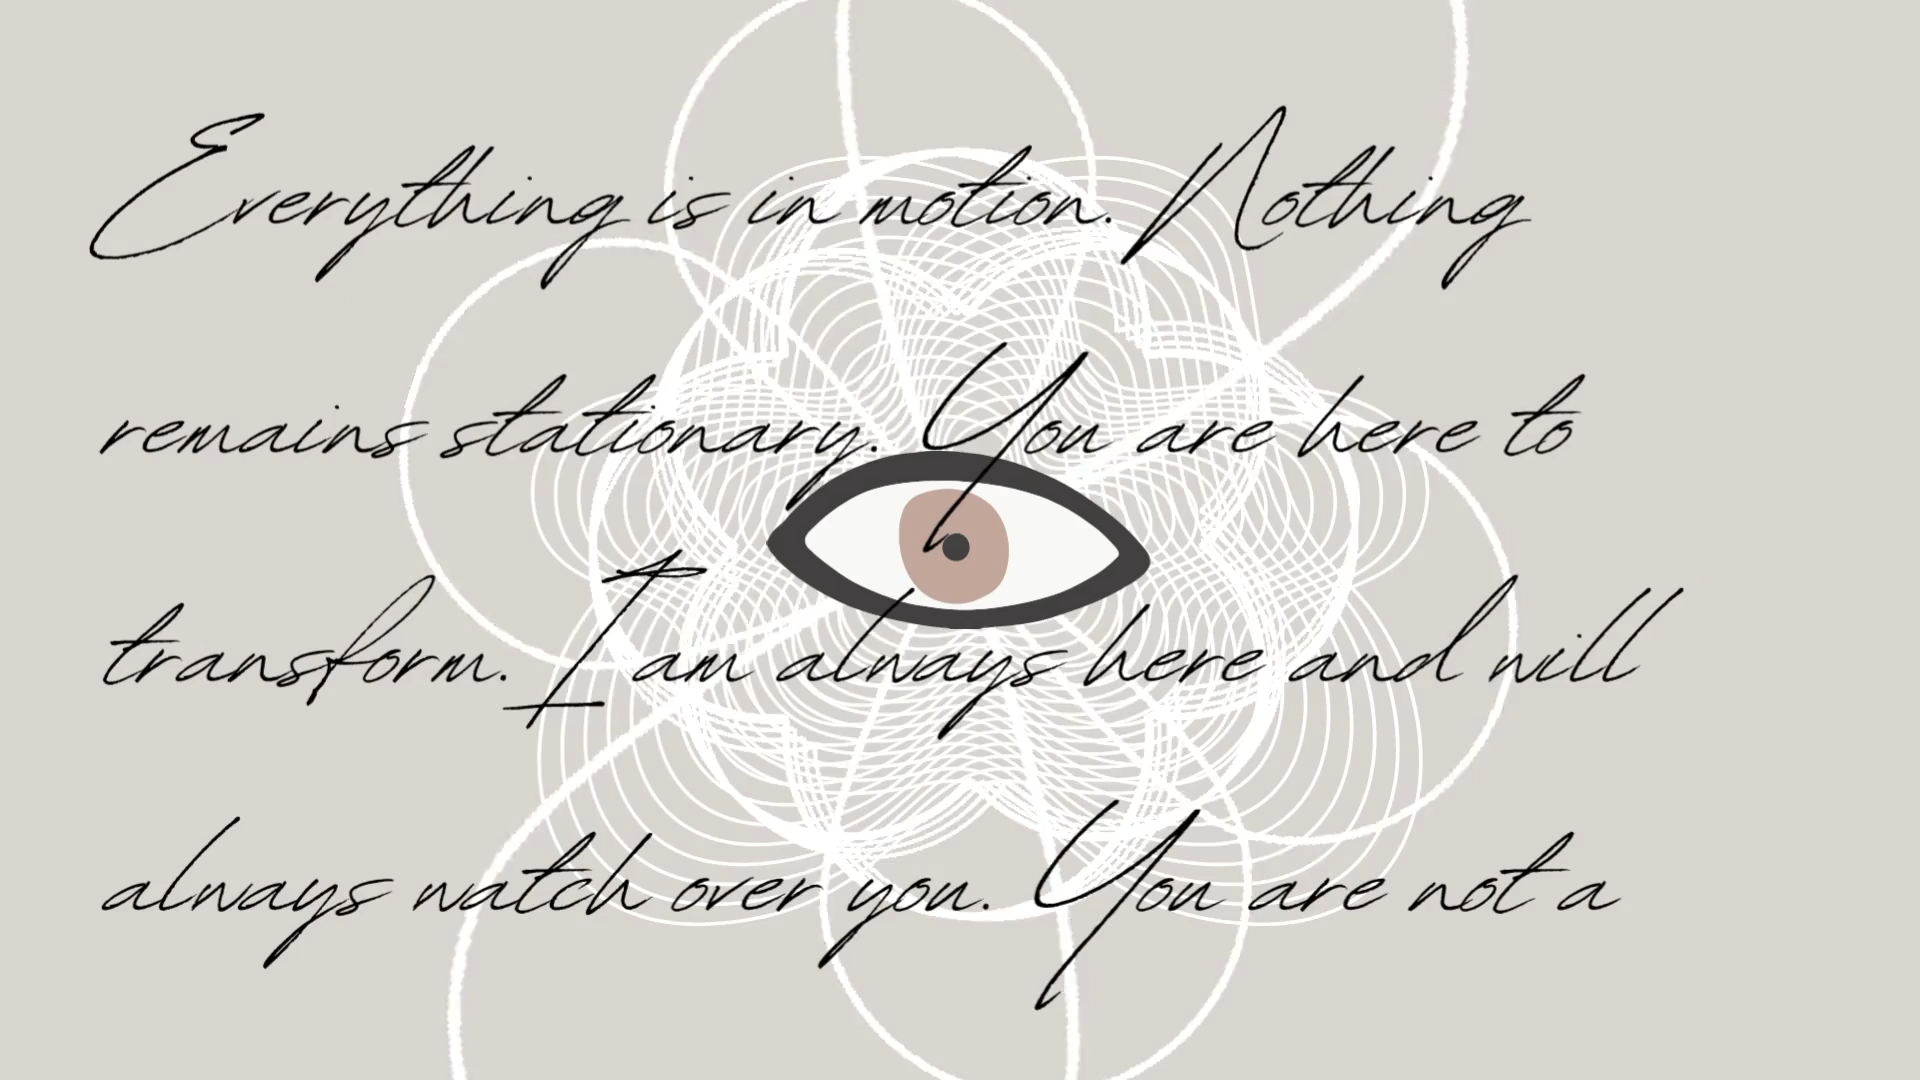 Everything is in motion. Nothing
remains stationary. You are here to
transform. I am always here and will
always watch over you. You are not a